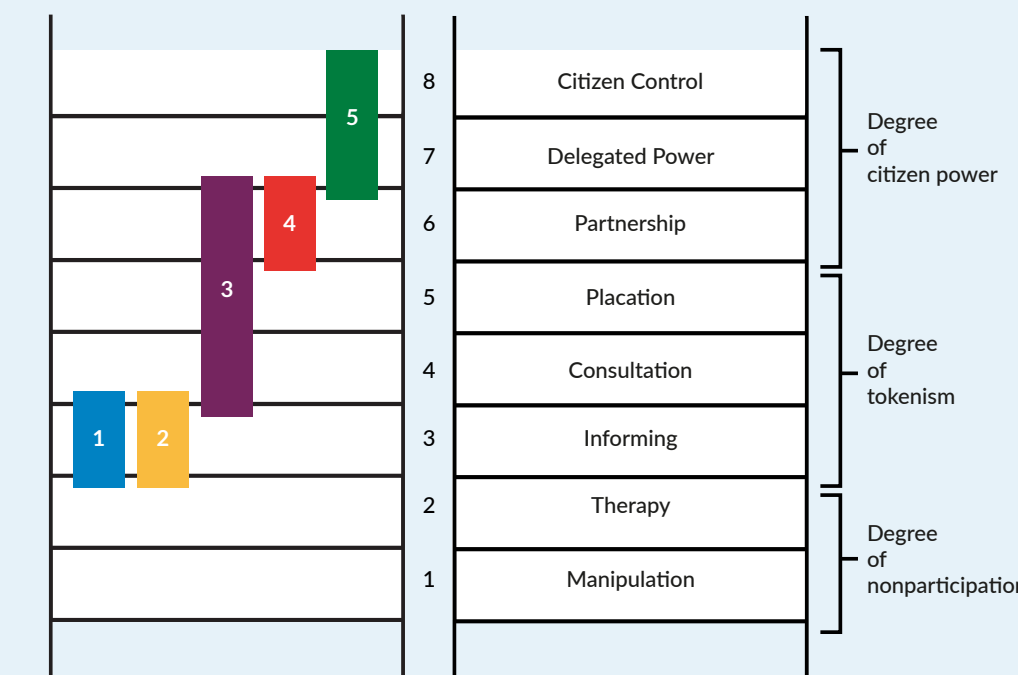 5
4
3
1
2
8
7
6
5
4
3
2
1
Citizen Control
Delegated Power
Partnership
Placation
Consultation
Informing
Therapy
Manipulation
Degree
of
citizen power
Degree
of
tokenism
Degree
of